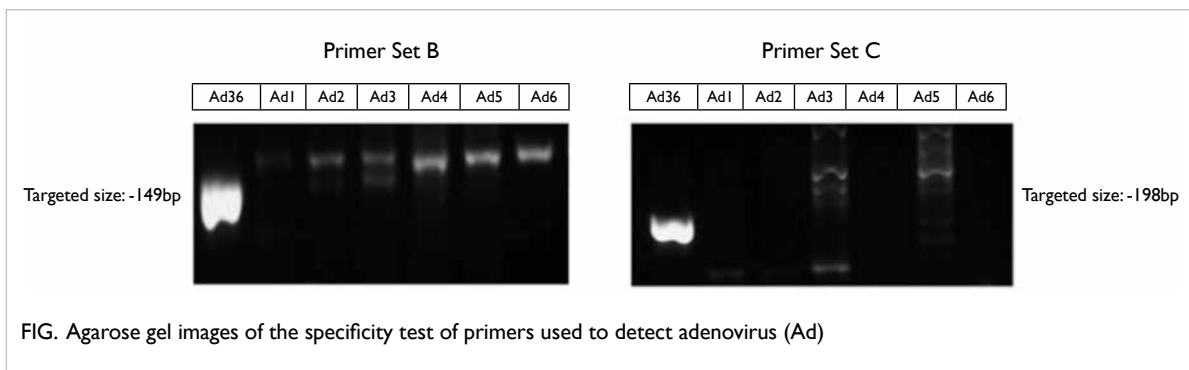 Primer Set B
Ad36 Ad1 Ad2 Ad3 Ad4 Ad5 Ad6
Targeted size: -149bp
Primer Set C
Ad36 Ad1 Ad2 Ad3 Ad4 Ad5 Ad6
Targeted size: -198bp
FIG. Agarose gel images of the specificity test of primers used to detect adenovirus (Ad)